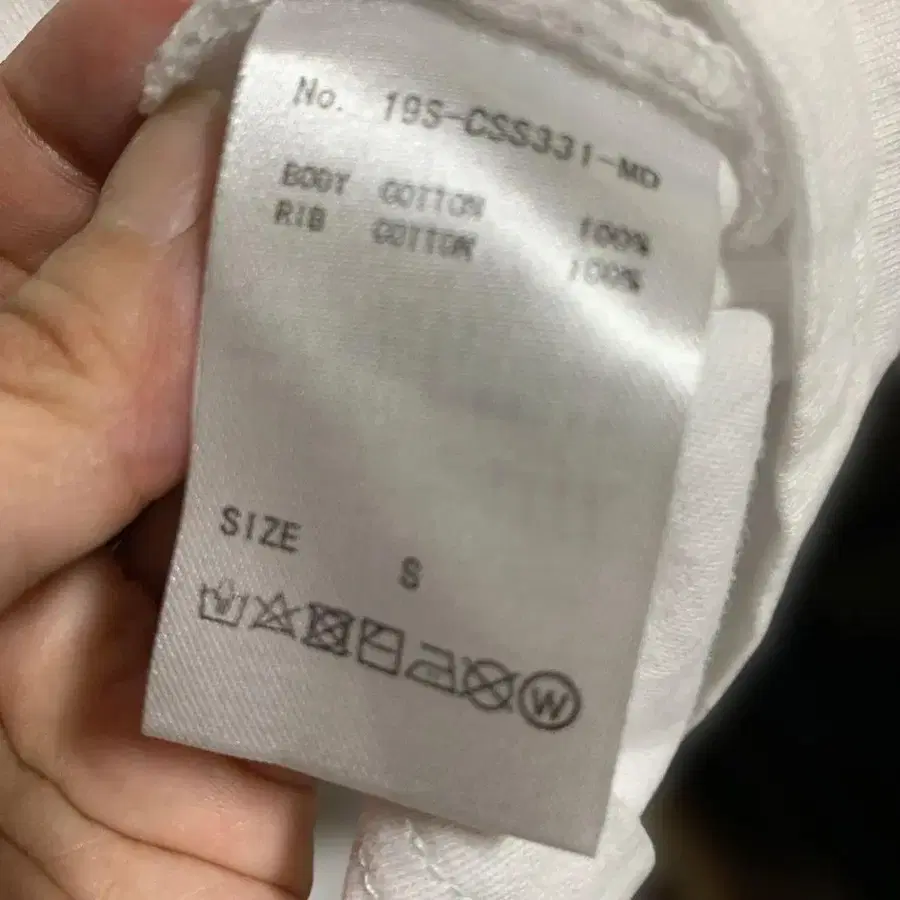 No. 19S-CSS331-MD
BODY COTTON 100%
RIB COTTON 100%
SIZE S
W